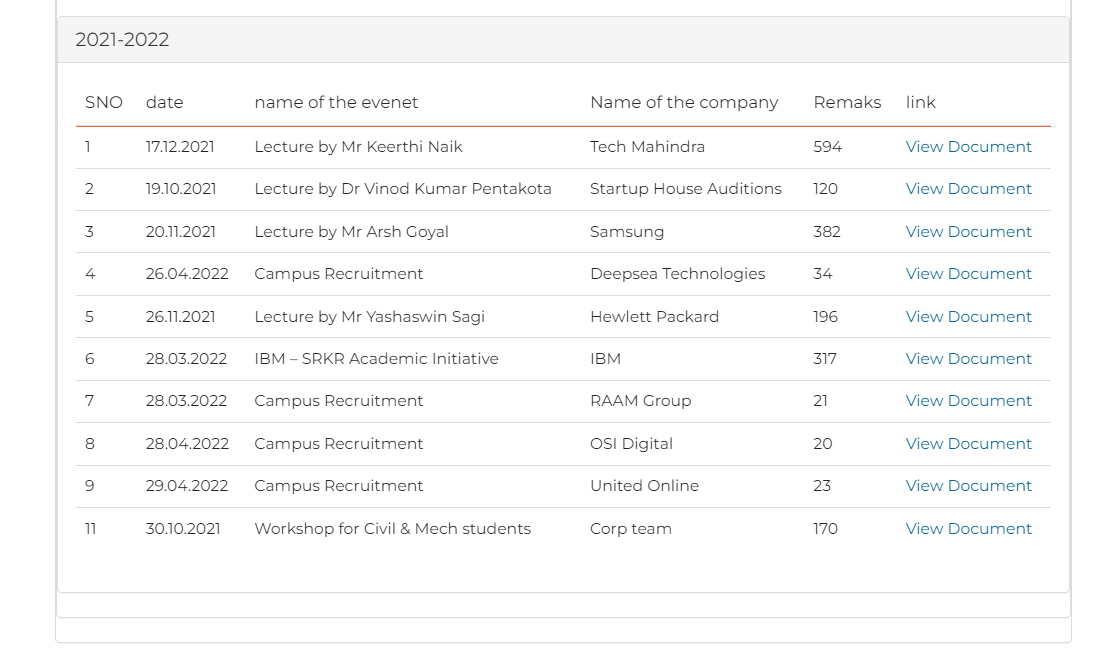 2021-2022
SNO date name of the evenet Name of the company Remaks link
1 17.12.2021 Lecture by Mr Keerthi Naik Tech Mahindra 594 View Document
2 19.10.2021 Lecture by Dr Vinod Kumar Pentakota Startup House Auditions 120 View Document
3 20.11.2021 Lecture by Mr Arsh Goyal Samsung 382 View Document
4 26.04.2022 Campus Recruitment Deepsea Technologies 34 View Document
5 26.11.2021 Lecture by Mr Yashaswin Sagi Hewlett Packard 196 View Document
6 28.03.2022 IBM – SRKR Academic Initiative IBM 317 View Document
7 28.03.2022 Campus Recruitment RAAM Group 21 View Document
8 28.04.2022 Campus Recruitment OSI Digital 20 View Document
9 29.04.2022 Campus Recruitment United Online 23 View Document
11 30.10.2021 Workshop for Civil & Mech students Corp team 170 View Document